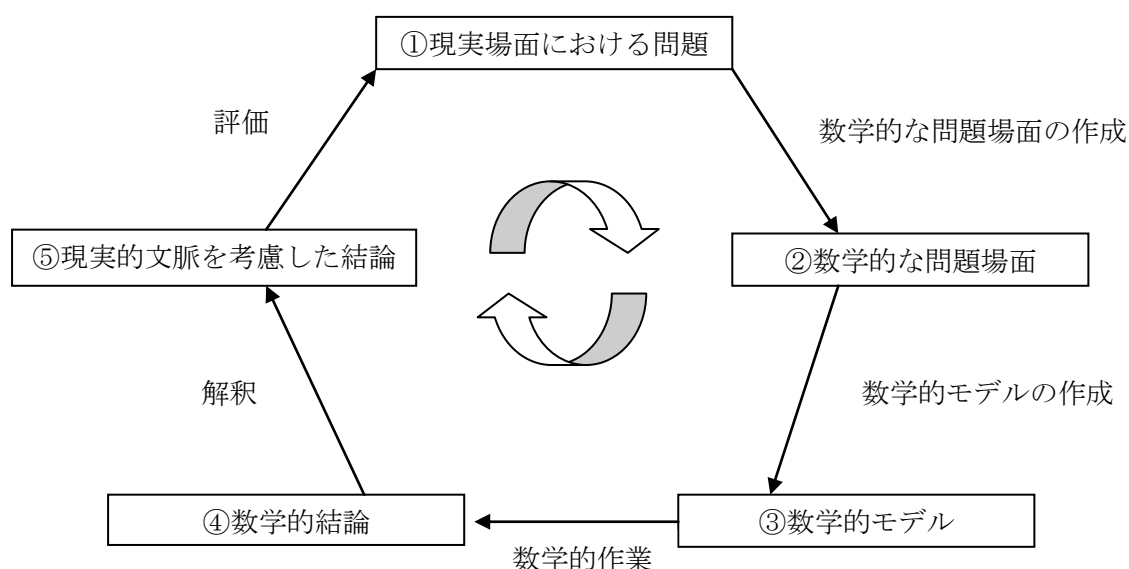 ①現実場面における問題
評価
数学的な問題場面の作成
⑤現実的文脈を考慮した結論
②数学的な問題場面
解釈
数学的モデルの作成
④数学的結論
③数学的モデル
数学的作業